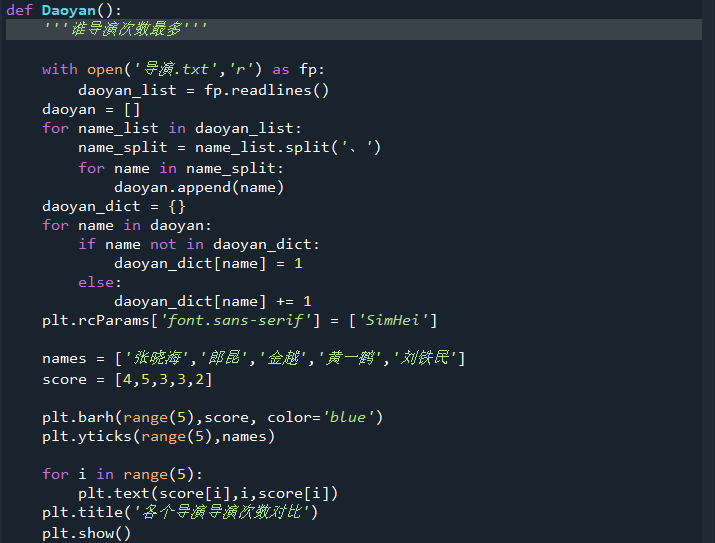 def Daoyan():
    '''谁导演次数最多'''
    with open('导演.txt','r') as fp:
        daoyan_list = fp.readlines()
    daoyan = []
    for name_list in daoyan_list:
        name_split = name_list.split('、')
        for name in name_split:
            daoyan.append(name)
    daoyan_dict = {}
    for name in daoyan:
        if name not in daoyan_dict:
            daoyan_dict[name] = 1
        else:
            daoyan_dict[name] += 1
    plt.rcParams['font.sans-serif'] = ['SimHei']
    names = ['张晓海','郎昆','金越','黄一鹤','刘铁民']
    score = [4,5,3,3,2]
    plt.barh(range(5),score, color='blue')
    plt.yticks(range(5),names)
    for i in range(5):
        plt.text(score[i],i,score[i])
    plt.title('各个导演导演次数对比')
    plt.show()